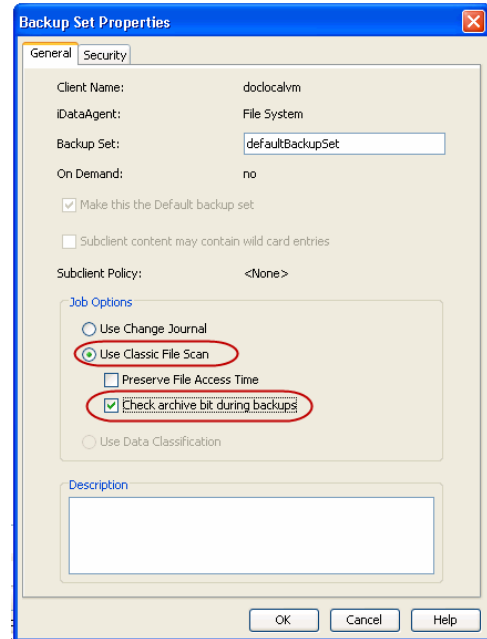 Backup Set Properties
General Security
Client Name: doclocalvm
iDataAgent: File System
Backup Set: defaultBackupSet
On Demand: no
Make this the Default backup set
Subclient content may contain wild card entries
Subclient Policy: <None>
Job Options
Use Change Journal
Use Classic File Scan
Preserve File Access Time
Check archive bit during backups
Use Data Classification
Description
OK Cancel Help